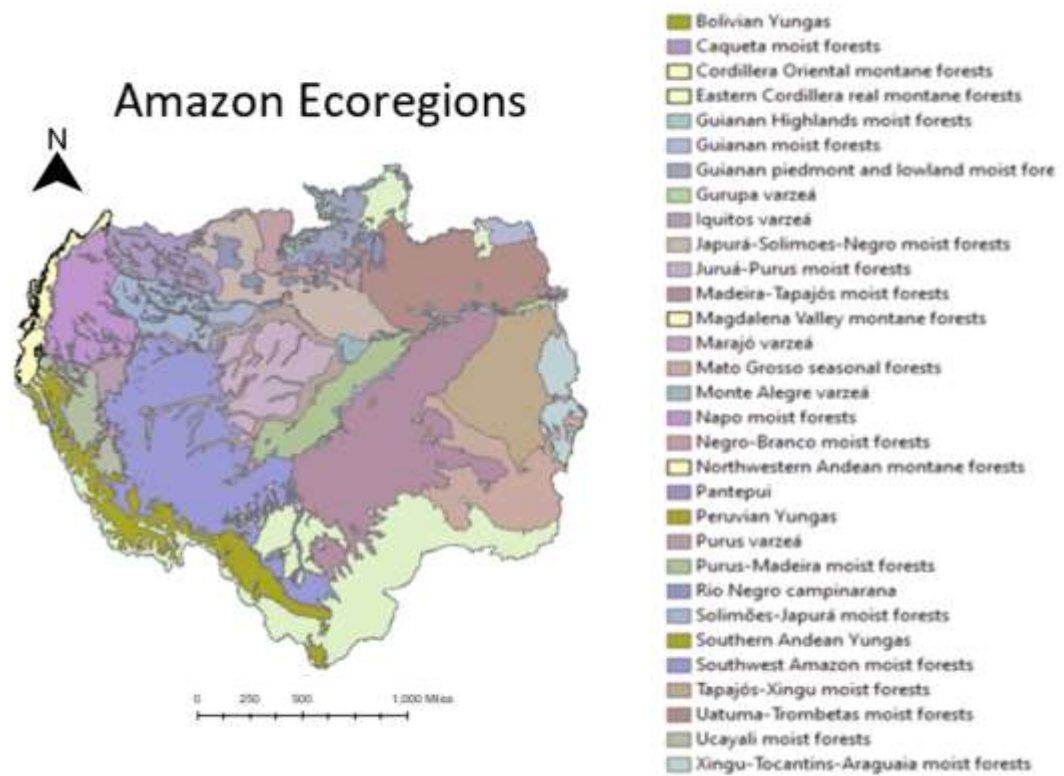 Amazon Ecoregions
N
0 250 500 1,000 Miles
Bolivian Yungas
Caqueta moist forests
Cordillera Oriental montane forests
Eastern Cordillera real montane forests
Guianan Highlands moist forests
Guianan moist forests
Guianan piedmont and lowland moist fore
Gurupa varzeá
Iquitos varzeá
Japurá-Solimoes-Negro moist forests
Juruá-Purus moist forests
Madeira-Tapajós moist forests
Magdalena Valley montane forests
Marajó varzeá
Mato Grosso seasonal forests
Monte Alegre varzeá
Napo moist forests
Negro-Branco moist forests
Northwestern Andean montane forests
Pantepui
Peruvian Yungas
Purus varzeá
Purus-Madeira moist forests
Rio Negro campinarana
Solimões-Japurá moist forests
Southern Andean Yungas
Southwest Amazon moist forests
Tapajós-Xingu moist forests
Uatuma-Trombetas moist forests
Ucayali moist forests
Xingu-Tocantins-Araguaia moist forests